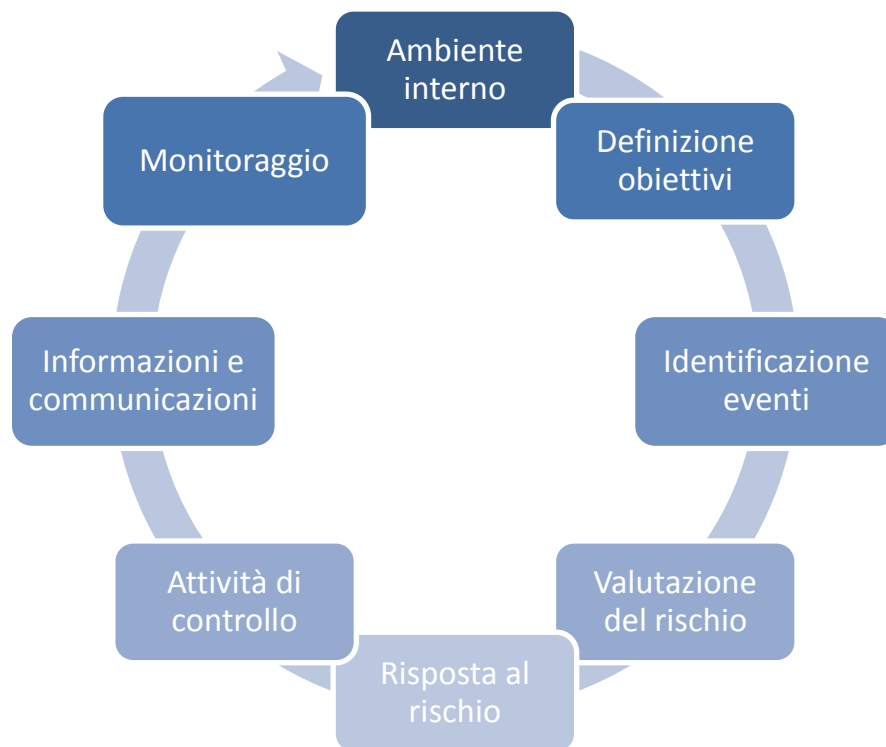 Ambiente
interno
Definizione
obiettivi
Identificazione
eventi
Valutazione
del rischio
Risposta al
rischio
Attività di
controllo
Informazioni e
communicazioni
Monitoraggio